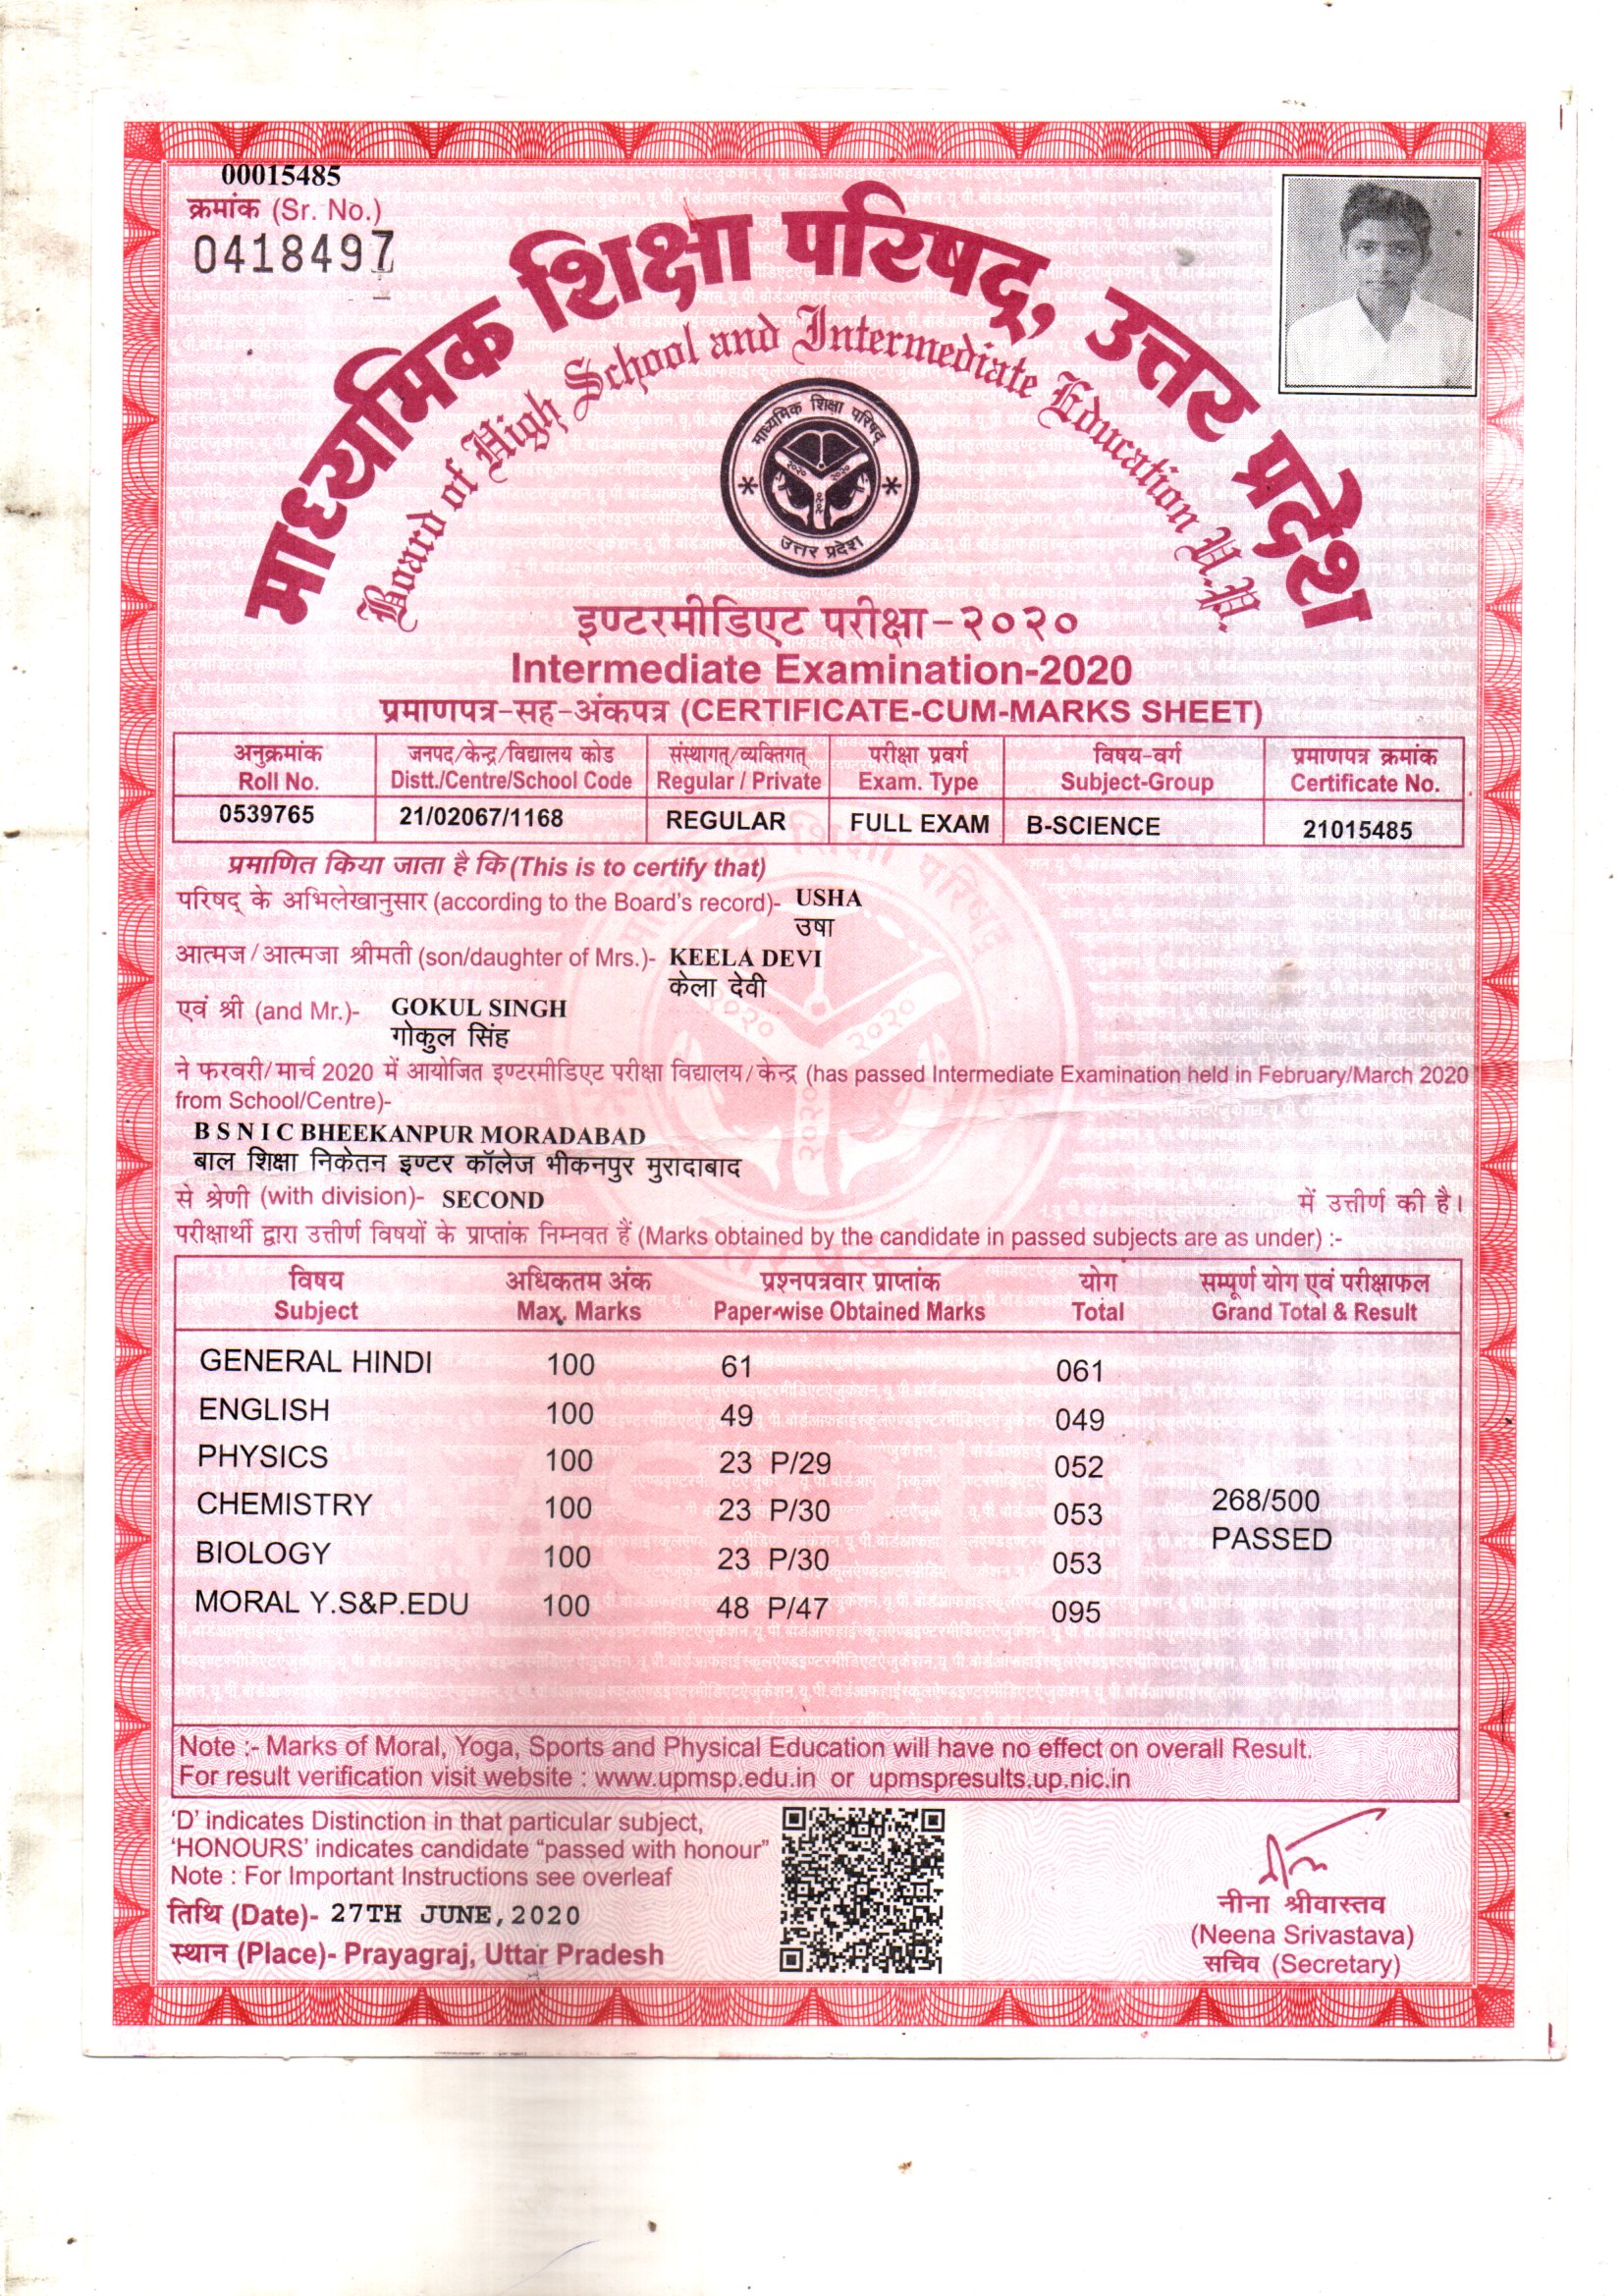 00015485
क्रमांक (Sr. No.)
0418497
माध्यमिक शिक्षा परिषद्, उत्तर प्रदेश
Board of High School and Intermediate Education U.P.
माध्यमिक शिक्षा परिषद्
उत्तर प्रदेश
इण्टरमीडिएट परीक्षा-२०२०
Intermediate Examination-2020
प्रमाणपत्र-सह-अंकपत्र (CERTIFICATE-CUM-MARKS SHEET)
अनुक्रमांक जनपद/केन्द्र/विद्यालय कोड संस्थागत्/व्यक्तिगत् परीक्षा प्रवर्ग विषय-वर्ग प्रमाणपत्र क्रमांक
Roll No. Distt./Centre/School Code Regular / Private Exam. Type Subject-Group Certificate No.
0539765 21/02067/1168 REGULAR FULL EXAM B-SCIENCE 21015485
प्रमाणित किया जाता है कि (This is to certify that)
परिषद् के अभिलेखानुसार (according to the Board's record)- USHA
उषा
आत्मज/आत्मजा श्रीमती (son/daughter of Mrs.)- KEELA DEVI
केला देवी
एवं श्री (and Mr.)- GOKUL SINGH
गोकुल सिंह
ने फरवरी/मार्च 2020 में आयोजित इण्टरमीडिएट परीक्षा विद्यालय/केन्द्र (has passed Intermediate Examination held in February/March 2020
from School/Centre)-
B S N I C BHEEKANPUR MORADABAD
बाल शिक्षा निकेतन इण्टर कॉलेज भीकनपुर मुरादाबाद
से श्रेणी (with division)- SECOND में उत्तीर्ण की है।
परीक्षार्थी द्वारा उत्तीर्ण विषयों के प्राप्तांक निम्नवत हैं (Marks obtained by the candidate in passed subjects are as under) :-
विषय अधिकतम अंक प्रश्नपत्रवार प्राप्तांक योग सम्पूर्ण योग एवं परीक्षाफल
Subject Max. Marks Paper-wise Obtained Marks Total Grand Total & Result
GENERAL HINDI 100 61 061
ENGLISH 100 49 049
PHYSICS 100 23 P/29 052
CHEMISTRY 100 23 P/30 053 268/500
PASSED
BIOLOGY 100 23 P/30 053
MORAL Y.S&P.EDU 100 48 P/47 095
Note :- Marks of Moral, Yoga, Sports and Physical Education will have no effect on overall Result.
For result verification visit website : www.upmsp.edu.in or upmspresults.up.nic.in
'D' indicates Distinction in that particular subject,
'HONOURS' indicates candidate "passed with honour"
Note : For Important Instructions see overleaf
तिथि (Date)- 27TH JUNE,2020
स्थान (Place)- Prayagraj, Uttar Pradesh
नीना श्रीवास्तव
(Neena Srivastava)
सचिव (Secretary)